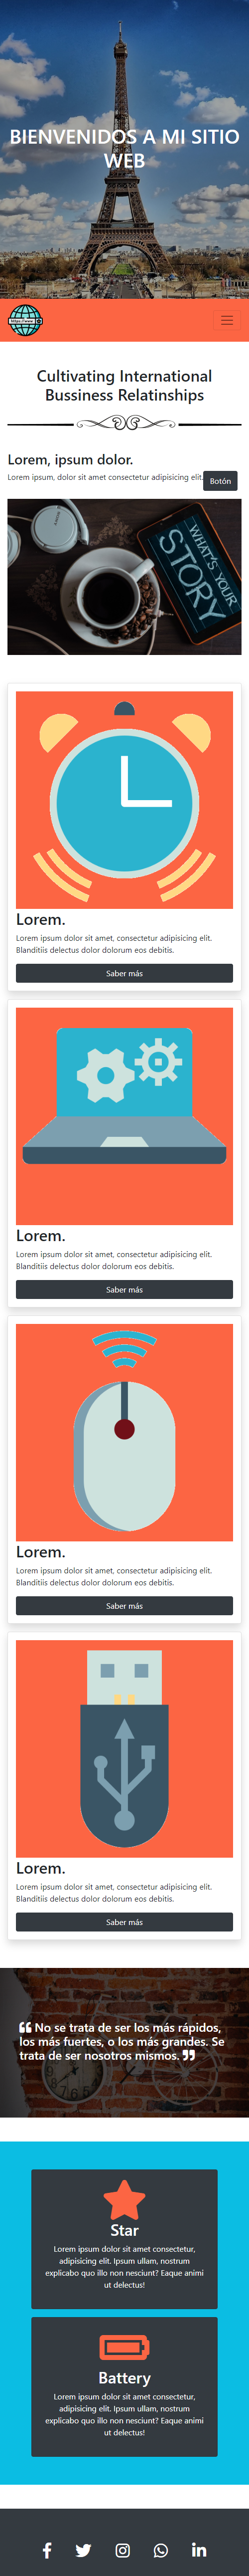 BIENVENIDOS A MI SITIO
WEB
Cultivating International
Bussiness Relatinships
Lorem, ipsum dolor.
Lorem ipsum, dolor sit amet consectetur adipisicing elit.
Botón
WHAT'S YOUR
STORY
Lorem.
Lorem ipsum dolor sit amet, consectetur adipisicing elit.
Blanditiis delectus dolor dolorum eos debitis.
Saber más
Lorem.
Lorem ipsum dolor sit amet, consectetur adipisicing elit.
Blanditiis delectus dolor dolorum eos debitis.
Saber más
Lorem.
Lorem ipsum dolor sit amet, consectetur adipisicing elit.
Blanditiis delectus dolor dolorum eos debitis.
Saber más
Lorem.
Lorem ipsum dolor sit amet, consectetur adipisicing elit.
Blanditiis delectus dolor dolorum eos debitis.
Saber más
❝ No se trata de ser los más rápidos,
los más fuertes, o los más grandes. Se
trata de ser nosotros mismos. ❞
Star
Lorem ipsum dolor sit amet consectetur,
adipisicing elit. Ipsum ullam, nostrum
explicabo quo illo non nesciunt? Eaque animi
ut delectus!
Battery
Lorem ipsum dolor sit amet consectetur,
adipisicing elit. Ipsum ullam, nostrum
explicabo quo illo non nesciunt? Eaque animi
ut delectus!